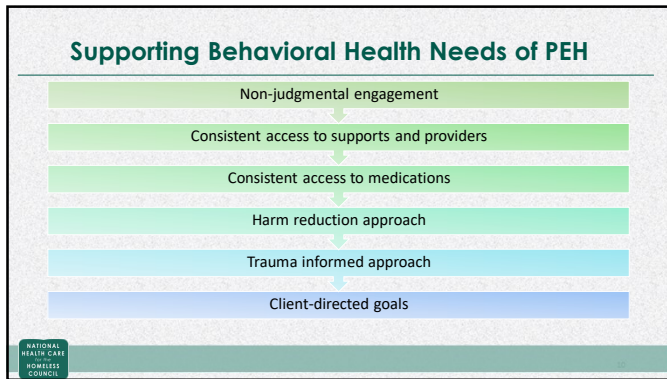 Supporting Behavioral Health Needs of PEH
Non-judgmental engagement
Consistent access to supports and providers
Consistent access to medications
Harm reduction approach
Trauma informed approach
Client-directed goals
NATIONAL
HEALTH CARE
for the
HOMELESS
COUNCIL